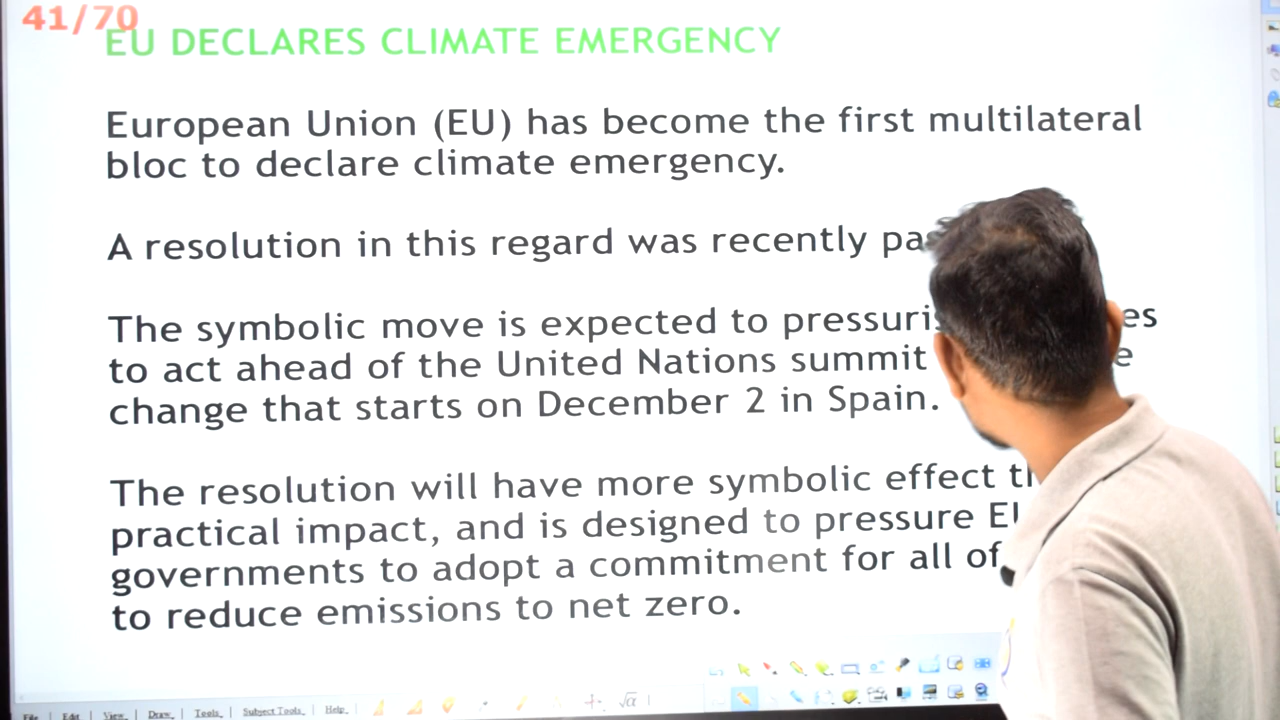 41/70
EU DECLARES CLIMATE EMERGENCY
European Union (EU) has become the first multilateral
bloc to declare climate emergency.
A resolution in this regard was recently
The symbolic move is expected to
to act ahead of the United Nations summit
change that starts on December 2 in Spain.
The resolution will have more symbolic effect
practical impact, and is designed to pressure EU
governments to adopt a commitment for all of
to reduce emissions to net zero.
File Edit View Draw Tools Subject Tools Help